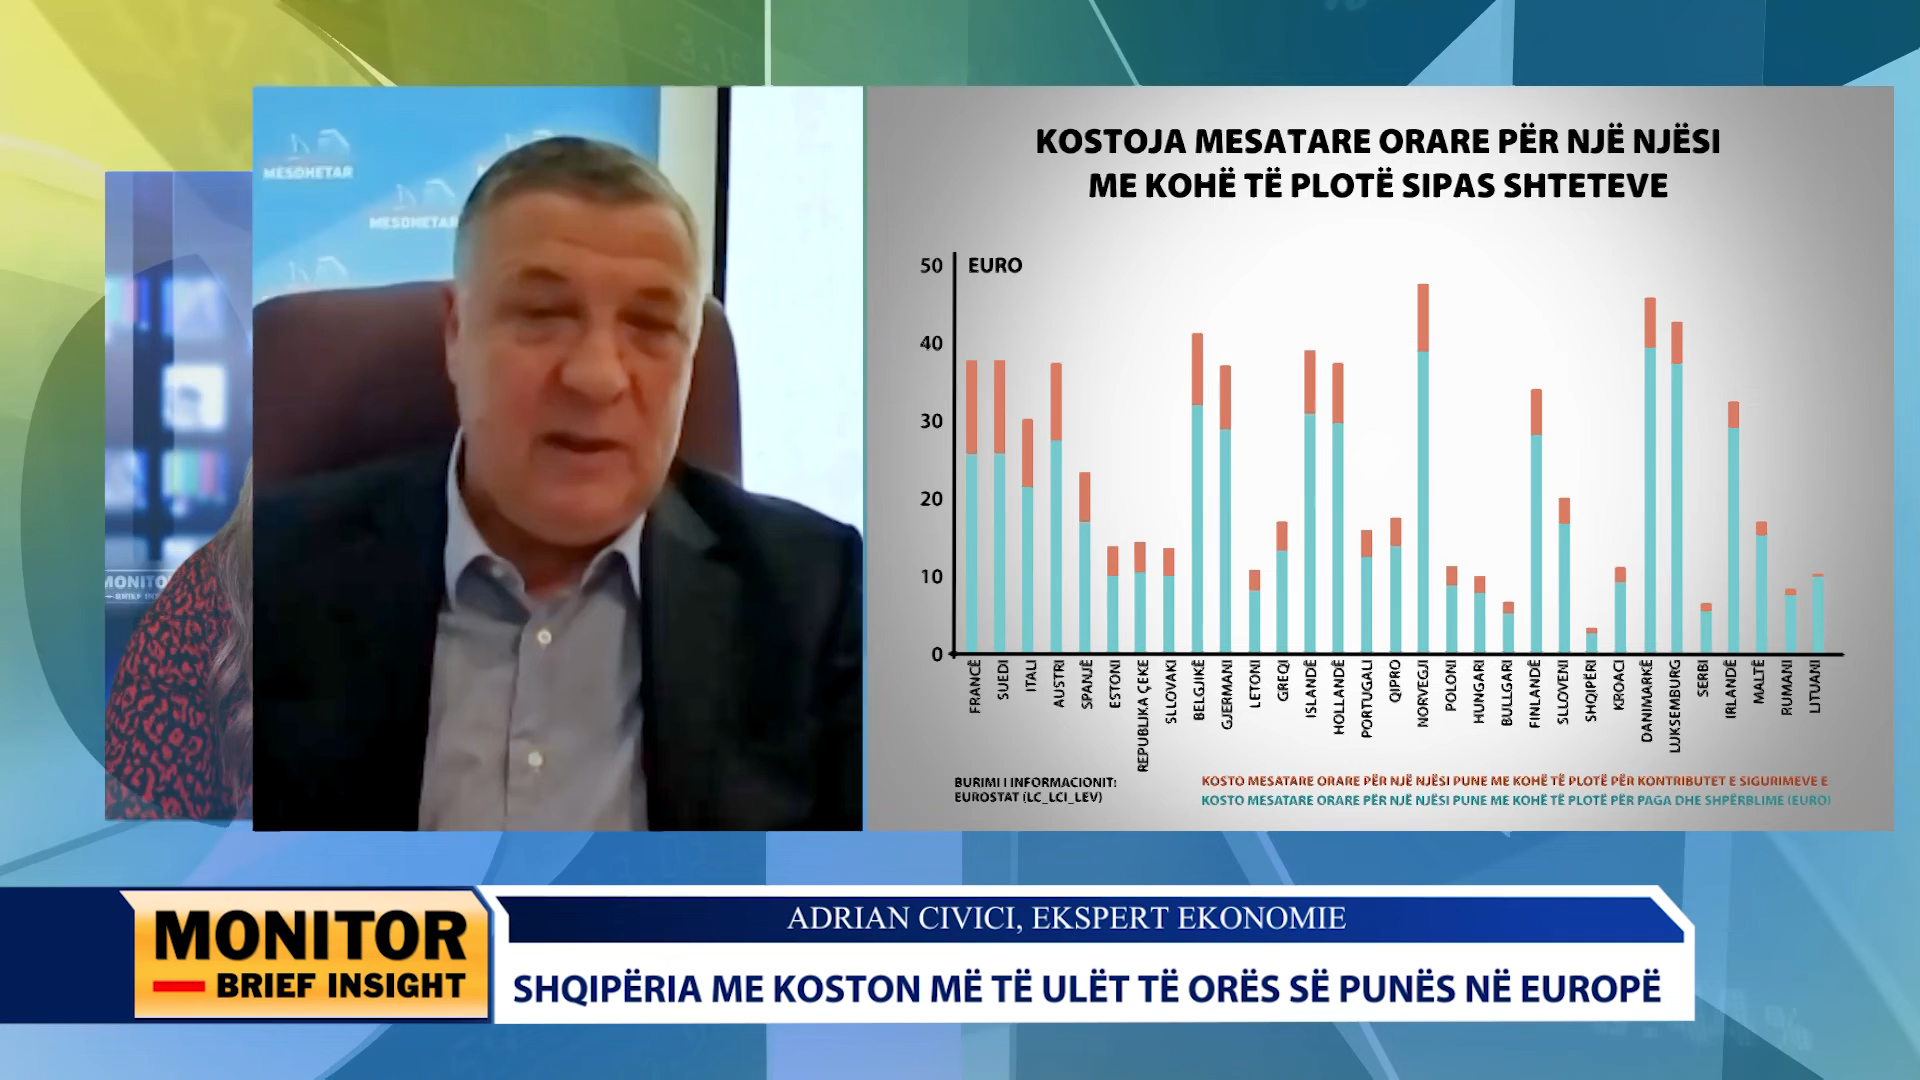 MESDHETAR
MESDHETAR
MONITO
BRIEF IN
KOSTOJA MESATARE ORARE PËR NJË NJËSI
ME KOHË TË PLOTË SIPAS SHTETEVE
EURO
50
40
30
20
10
0
FRANCË
SUEDI
ITALI
AUSTRI
SPANJË
ESTONI
REPUBLIKA ÇEKE
SLLOVAKI
BELGJIKË
GJERMANI
LETONI
GREQI
ISLANDË
HOLLANDË
PORTUGALI
QIPRO
NORVEGJI
POLONI
HUNGARI
BULLGARI
FINLANDË
SLLOVENI
SHQIPËRI
KROACI
DANIMARKË
LUKSEMBURG
SERBI
IRLANDË
MALTË
RUMANI
LITUANI
BURIMI I INFORMACIONIT:
EUROSTAT (LC_LCI_LEV)
KOSTO MESATARE ORARE PËR NJË NJËSI PUNE ME KOHË TË PLOTË PËR KONTRIBUTET E SIGURIMEVE E
KOSTO MESATARE ORARE PËR NJË NJËSI PUNE ME KOHË TË PLOTË PËR PAGA DHE SHPËRBLIME (EURO)
MONITOR
BRIEF INSIGHT
ADRIAN CIVICI, EKSPERT EKONOMIE
SHQIPËRIA ME KOSTON MË TË ULËT TË ORËS SË PUNËS NË EUROPË